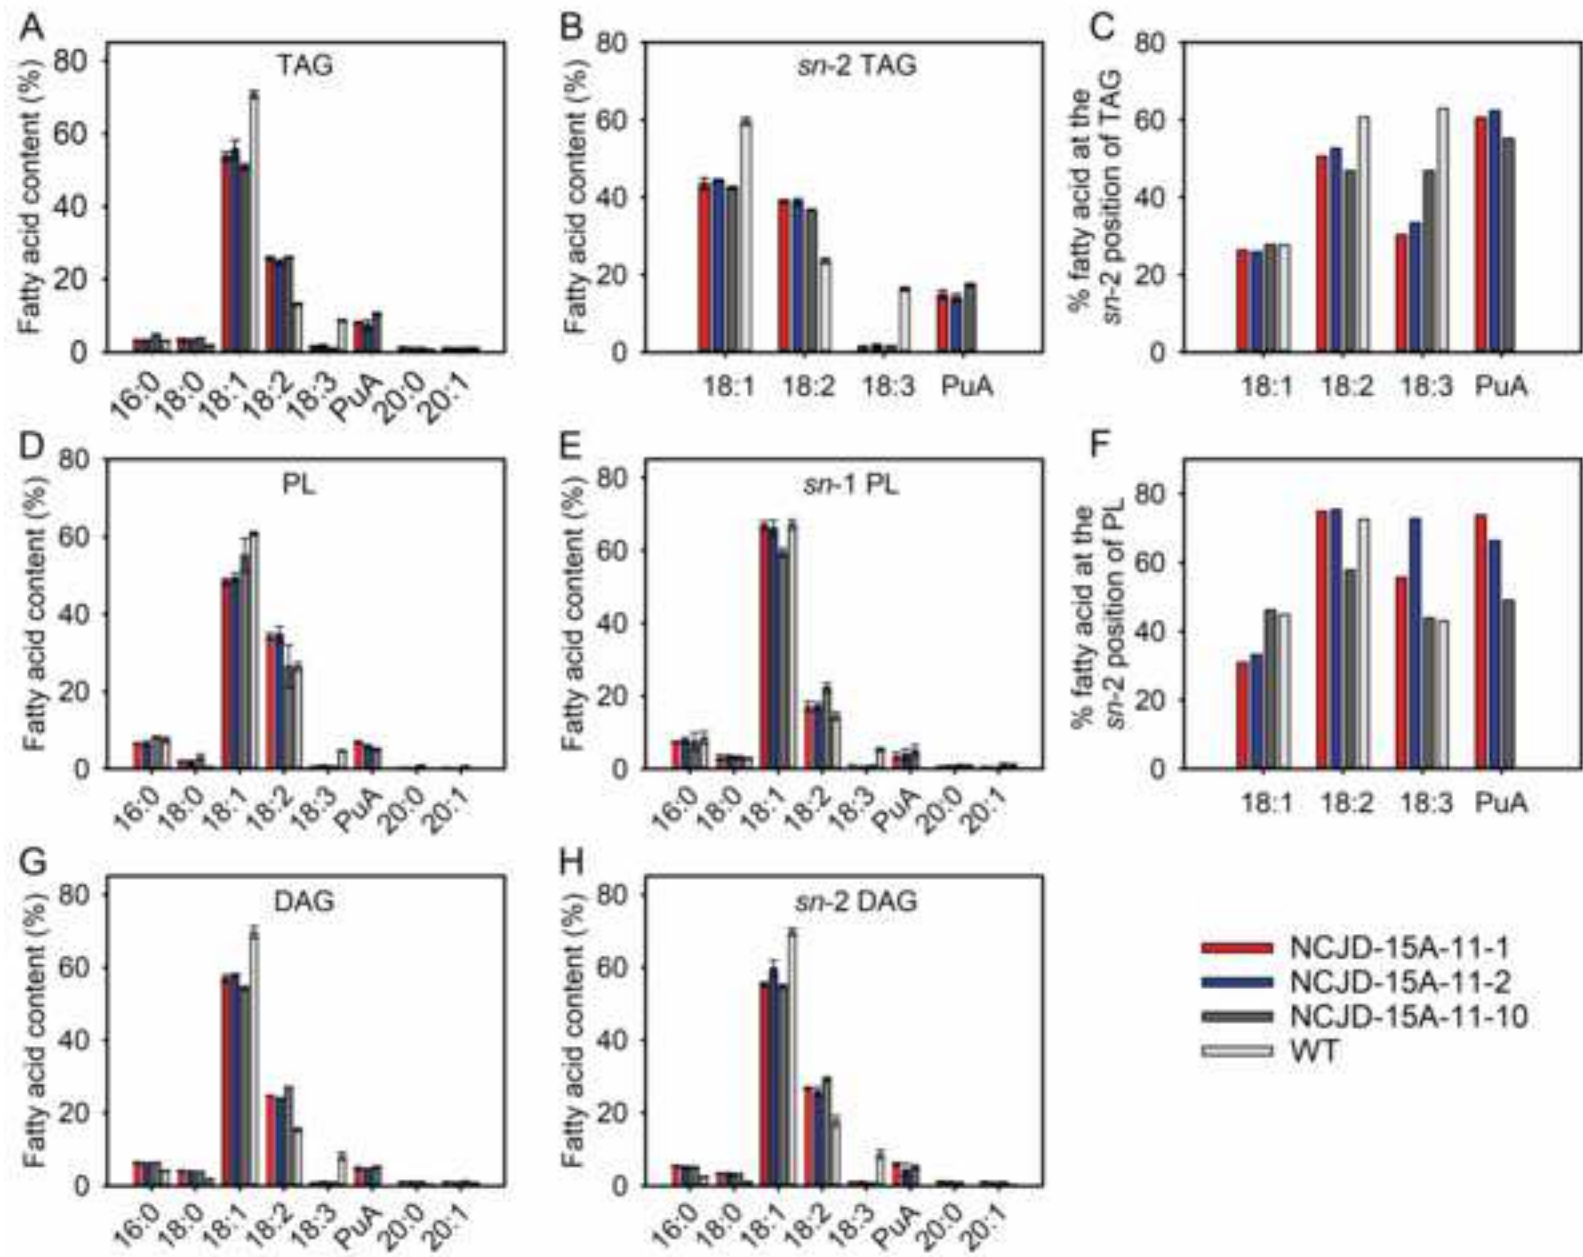 A
TAG
Fatty acid content (%)
80
60
40
20
0
16:0 18:0 18:1 18:2 18:3 PuA 20:0 20:1
B
sn-2 TAG
Fatty acid content (%)
80
60
40
20
0
18:1 18:2 18:3 PuA
C
% fatty acid at the
sn-2 position of TAG
80
60
40
20
0
18:1 18:2 18:3 PuA
D
PL
Fatty acid content (%)
80
60
40
20
0
16:0 18:0 18:1 18:2 18:3 PuA 20:0 20:1
E
sn-1 PL
Fatty acid content (%)
80
60
40
20
0
16:0 18:0 18:1 18:2 18:3 PuA 20:0 20:1
F
% fatty acid at the
sn-2 position of PL
80
60
40
20
0
18:1 18:2 18:3 PuA
G
DAG
Fatty acid content (%)
80
60
40
20
0
16:0 18:0 18:1 18:2 18:3 PuA 20:0 20:1
H
sn-2 DAG
Fatty acid content (%)
80
60
40
20
0
16:0 18:0 18:1 18:2 18:3 PuA 20:0 20:1
NCJD-15A-11-1
NCJD-15A-11-2
NCJD-15A-11-10
WT